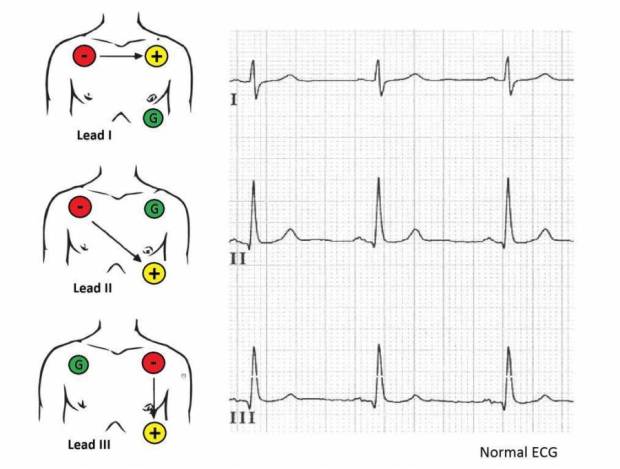 - +
G
Lead I
I
- G
+
Lead II
II
G -
+
Lead III
III
Normal ECG